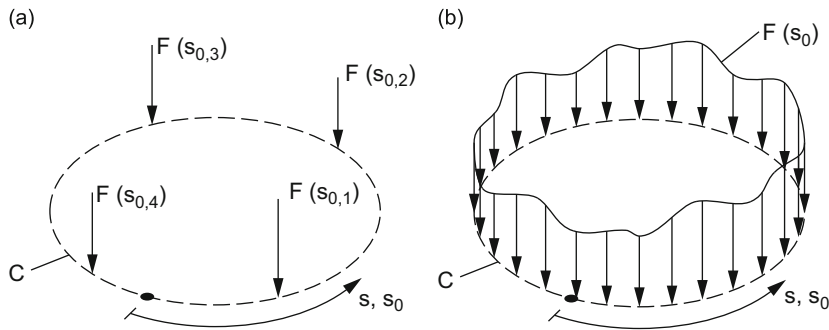 (a)
F (s0,3)
F (s0,2)
F (s0,4)
F (s0,1)
C
s, s0
(b)
F (s0)
C
s, s0